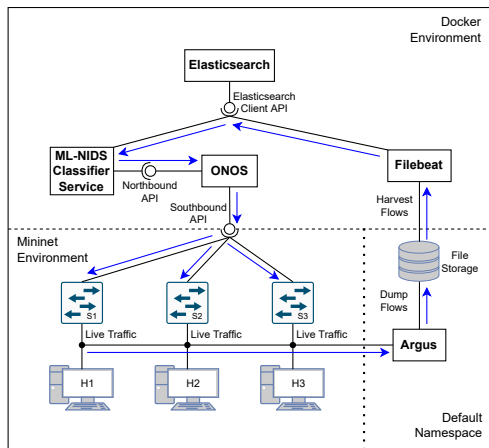 Docker
Environment
Elasticsearch
Elasticsearch
Client API
ML-NIDS
Classifier
Service
Northbound
API
ONOS
Filebeat
Southbound
API
Harvest
Flows
Mininet
Environment
File
Storage
S1
S2
S3
Dump
Flows
Live Traffic
Live Traffic
Live Traffic
Argus
H1
H2
H3
Default
Namespace